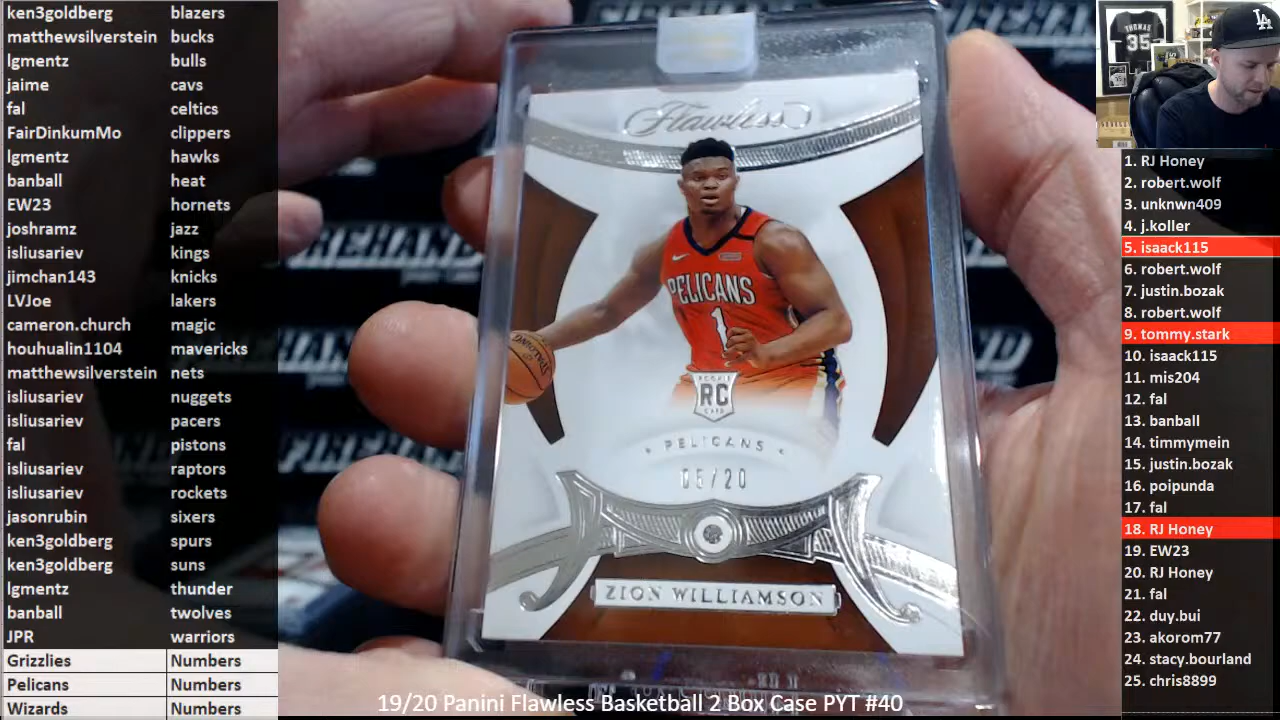 ken3goldberg blazers
matthewsilverstein bucks
lgmentz bulls
jaime cavs
fal celtics
FairDinkumMo clippers
lgmentz hawks
banball heat
EW23 hornets
joshramz jazz
isliusariev kings
jimchan143 knicks
LVJoe lakers
cameron.church magic
houhualin1104 mavericks
matthewsilverstein nets
isliusariev nuggets
isliusariev pacers
fal pistons
isliusariev raptors
isliusariev rockets
jasonrubin sixers
ken3goldberg spurs
ken3goldberg suns
lgmentz thunder
banball twolves
JPR warriors
Grizzlies Numbers
Pelicans Numbers
Wizards Numbers
Flawless
SPALDING
PELICANS
1
ROOKIE
RC
CARD
PELICANS
05/20
ZION WILLIAMSON
19/20 Panini Flawless Basketball 2 Box Case PYT #40
THOMAS
35
LA
1. RJ Honey
2. robert.wolf
3. unknwn409
4. j.koller
5. isaack115
6. robert.wolf
7. justin.bozak
8. robert.wolf
9. tommy.stark
10. isaack115
11. mis204
12. fal
13. banball
14. timmymein
15. justin.bozak
16. poipunda
17. fal
18. RJ Honey
19. EW23
20. RJ Honey
21. fal
22. duy.bui
23. akorom77
24. stacy.bourland
25. chris8899